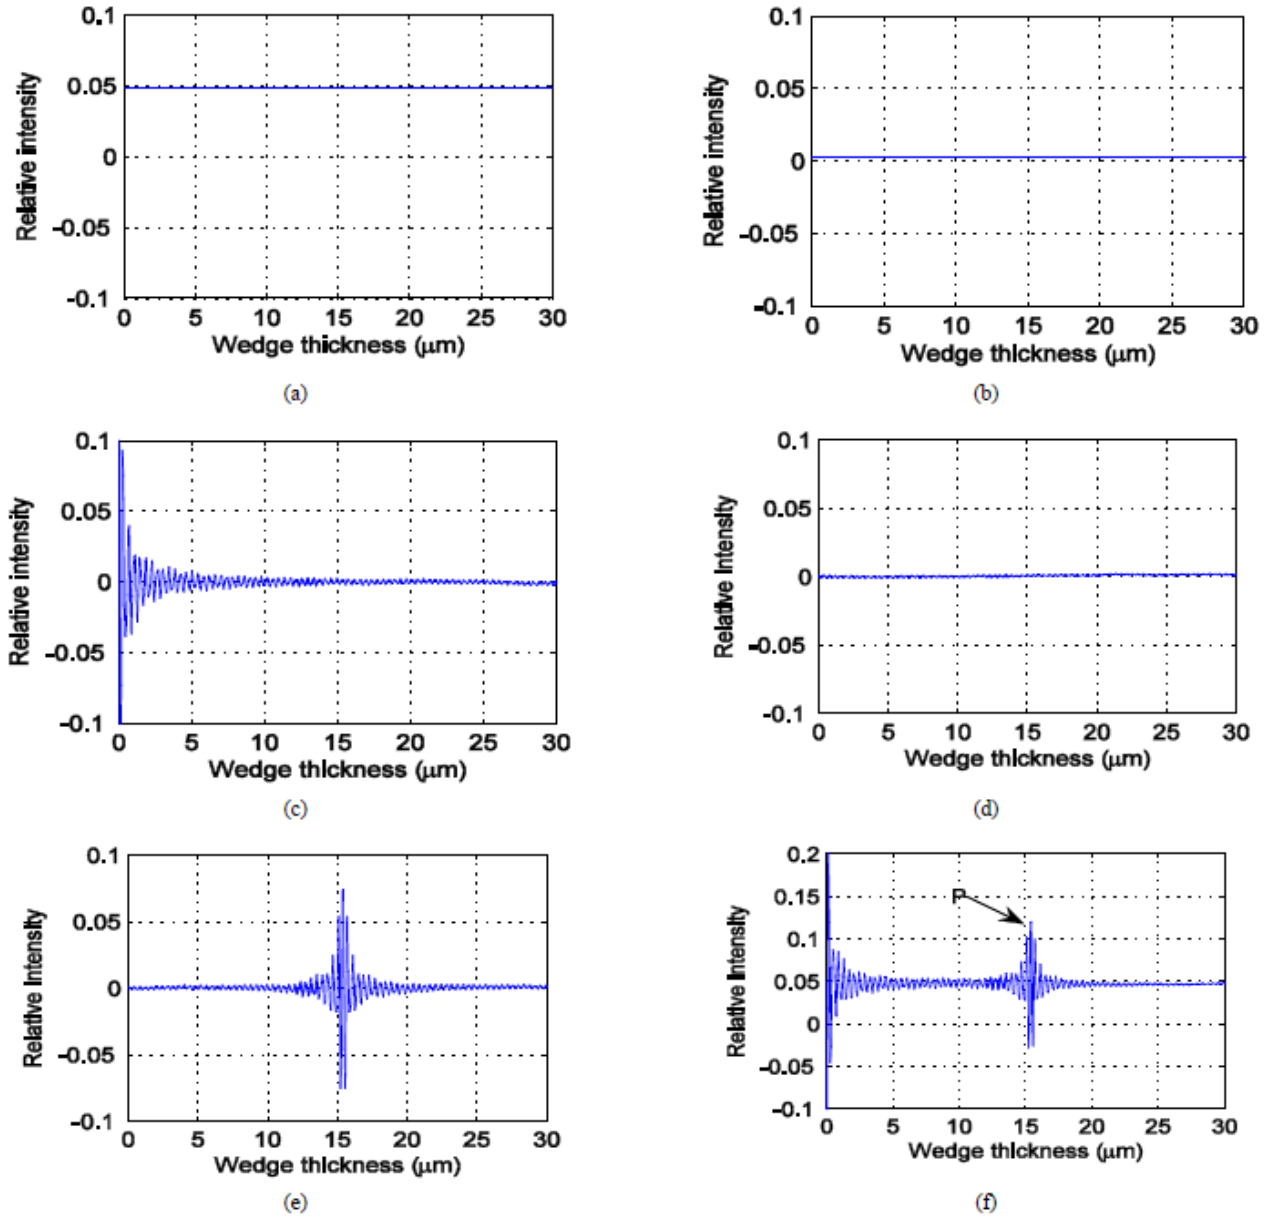 0.1
0.05
0
-0.05
-0.1
Relative intensity
0 5 10 15 20 25 30
Wedge thickness (μm)
(a)
0.1
0.05
0
-0.05
-0.1
Relative intensity
0 5 10 15 20 25 30
Wedge thickness (μm)
(b)
0.1
0.05
0
-0.05
-0.1
Relative intensity
0 5 10 15 20 25 30
Wedge thickness (μm)
(c)
0.1
0.05
0
-0.05
-0.1
Relative Intensity
0 5 10 15 20 25 30
Wedge thickness (μm)
(d)
0.1
0.05
0
-0.05
-0.1
Relative Intensity
0 5 10 15 20 25 30
Wedge thickness (μm)
(e)
0.2
0.15
P
0.1
0.05
0
-0.05
-0.1
Relative Intensity
0 5 10 15 20 25 30
Wedge thickness (μm)
(f)